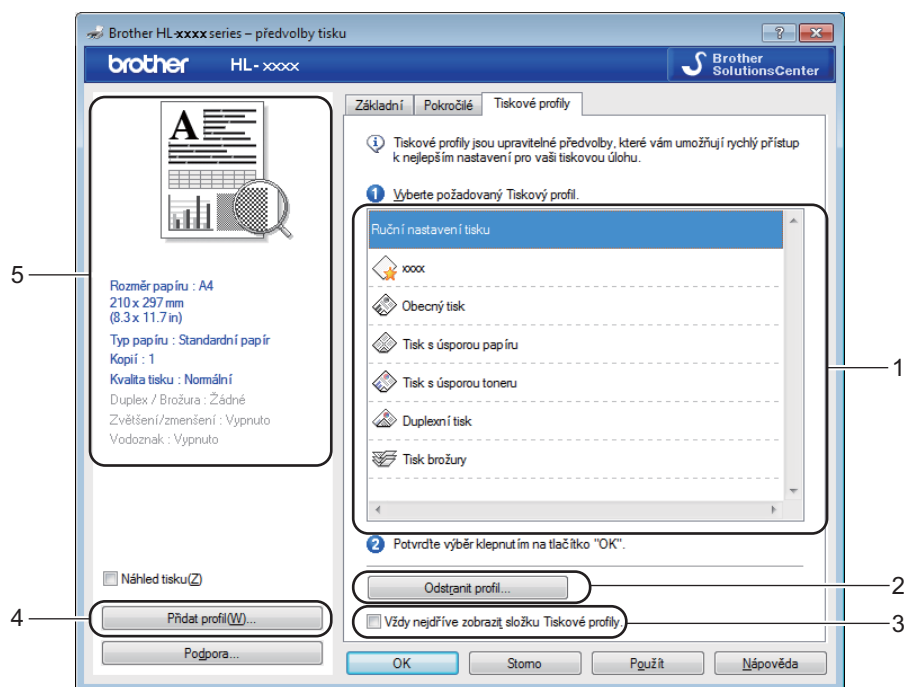 Brother HL-xxxx series – předvolby tisku
brother HL-xxxx
Brother
SolutionsCenter
Základní Pokročilé Tiskové profily
A
Tiskové profily jsou upravitelné předvolby, které vám umožňují rychlý přístup
k nejlepším nastavení pro vaši tiskovou úlohu.
1 Vyberte požadovaný Tiskový profil.
Ruční nastavení tisku
xxxx
Obecný tisk
Tisk s úsporou papíru
Tisk s úsporou toneru
Duplexní tisk
Tisk brožury
1
5
Rozměr papíru : A4
210 x 297 mm
(8.3 x 11.7 in)
Typ papíru : Standardní papír
Kopií : 1
Kvalita tisku : Normální
Duplex / Brožura : Žádné
Zvětšení/zmenšení : Vypnuto
Vodoznak : Vypnuto
2 Potvrďte výběr klepnutím na tlačítko "OK".
Náhled tisku(Z)
Odstranit profil...
2
4
Přidat profil(W)...
Vždy nejdříve zobrazit složku Tiskové profily.
3
Podpora...
OK Storno Použít Nápověda